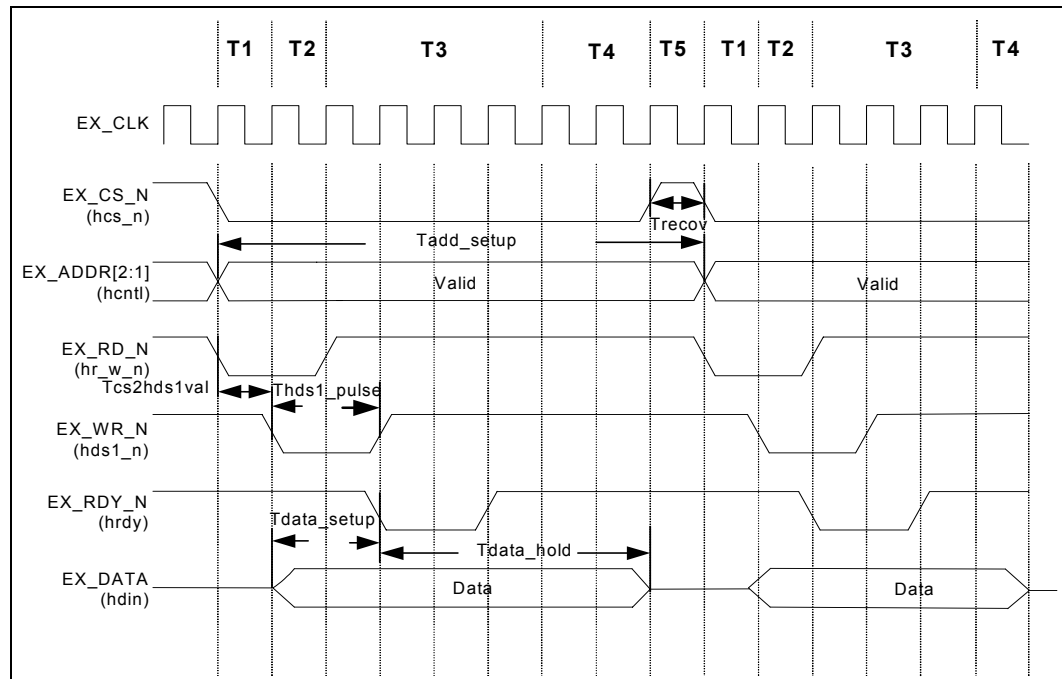 T1 T2 T3 T4 T5 T1 T2 T3 T4
EX_CLK
EX_CS_N
(hcs_n)
Trecov
Tadd_setup
EX_ADDR[2:1]
(hcntl)
Valid Valid
EX_RD_N
(hr_w_n)
Tcs2hds1val Thds1_pulse
EX_WR_N
(hds1_n)
EX_RDY_N
(hrdy)
Tdata_setup
Tdata_hold
EX_DATA
(hdin)
Data Data